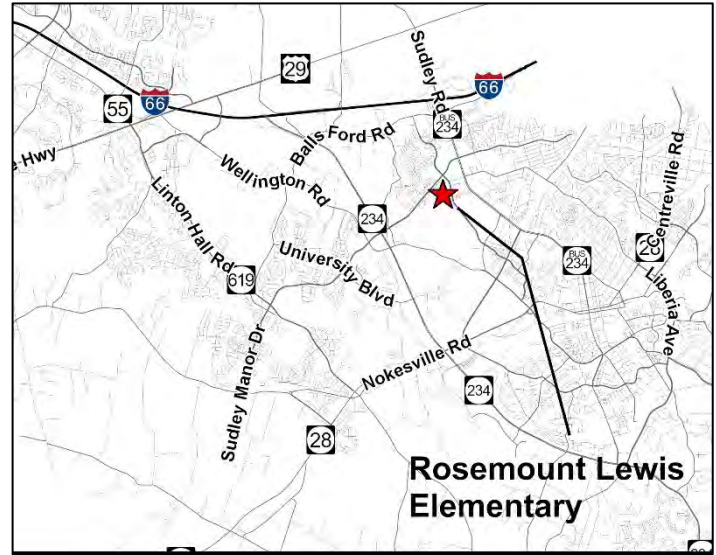 Sudley Rd
29
66
66
55
BUS
234
Balls Ford Rd
e Hwy
Wellington Rd
Centreville Rd
Linton Hall Rd
234
28
BUS
234
University Blvd
619
Liberia Ave
Sudley Manor Dr
Nokesville Rd
234
28
Rosemount Lewis
Elementary